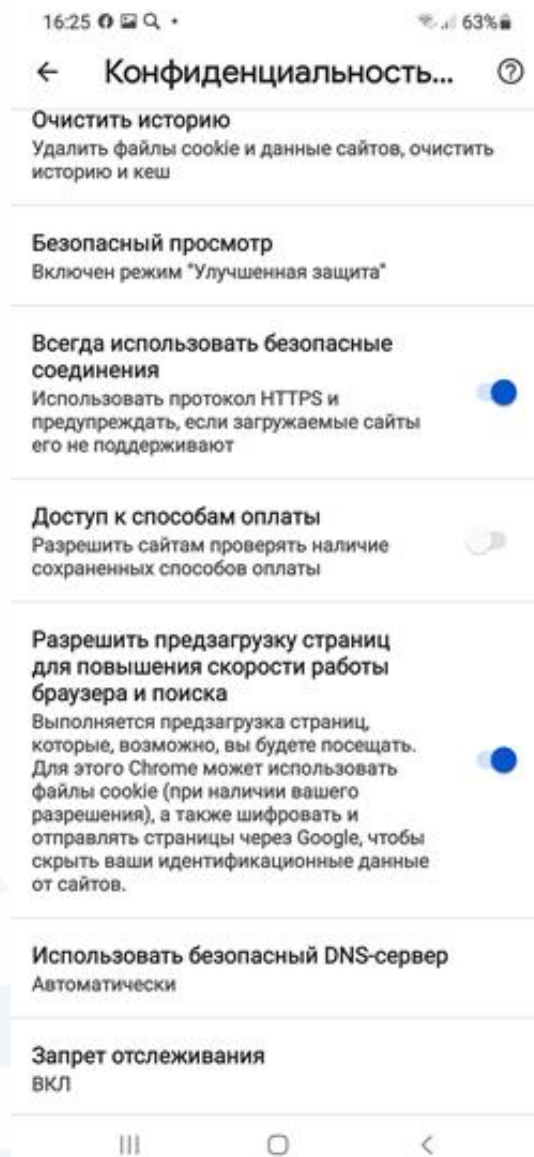 16:25
63%
Конфиденциальность...
Очистить историю
Удалить файлы cookie и данные сайтов, очистить
историю и кеш
Безопасный просмотр
Включен режим "Улучшенная защита"
Всегда использовать безопасные
соединения
Использовать протокол HTTPS и
предупреждать, если загружаемые сайты
его не поддерживают
Доступ к способам оплаты
Разрешить сайтам проверять наличие
сохраненных способов оплаты
Разрешить предзагрузку страниц
для повышения скорости работы
браузера и поиска
Выполняется предзагрузка страниц,
которые, возможно, вы будете посещать.
Для этого Chrome может использовать
файлы cookie (при наличии вашего
разрешения), а также шифровать и
отправлять страницы через Google, чтобы
скрыть ваши идентификационные данные
от сайтов.
Использовать безопасный DNS-сервер
Автоматически
Запрет отслеживания
ВКЛ